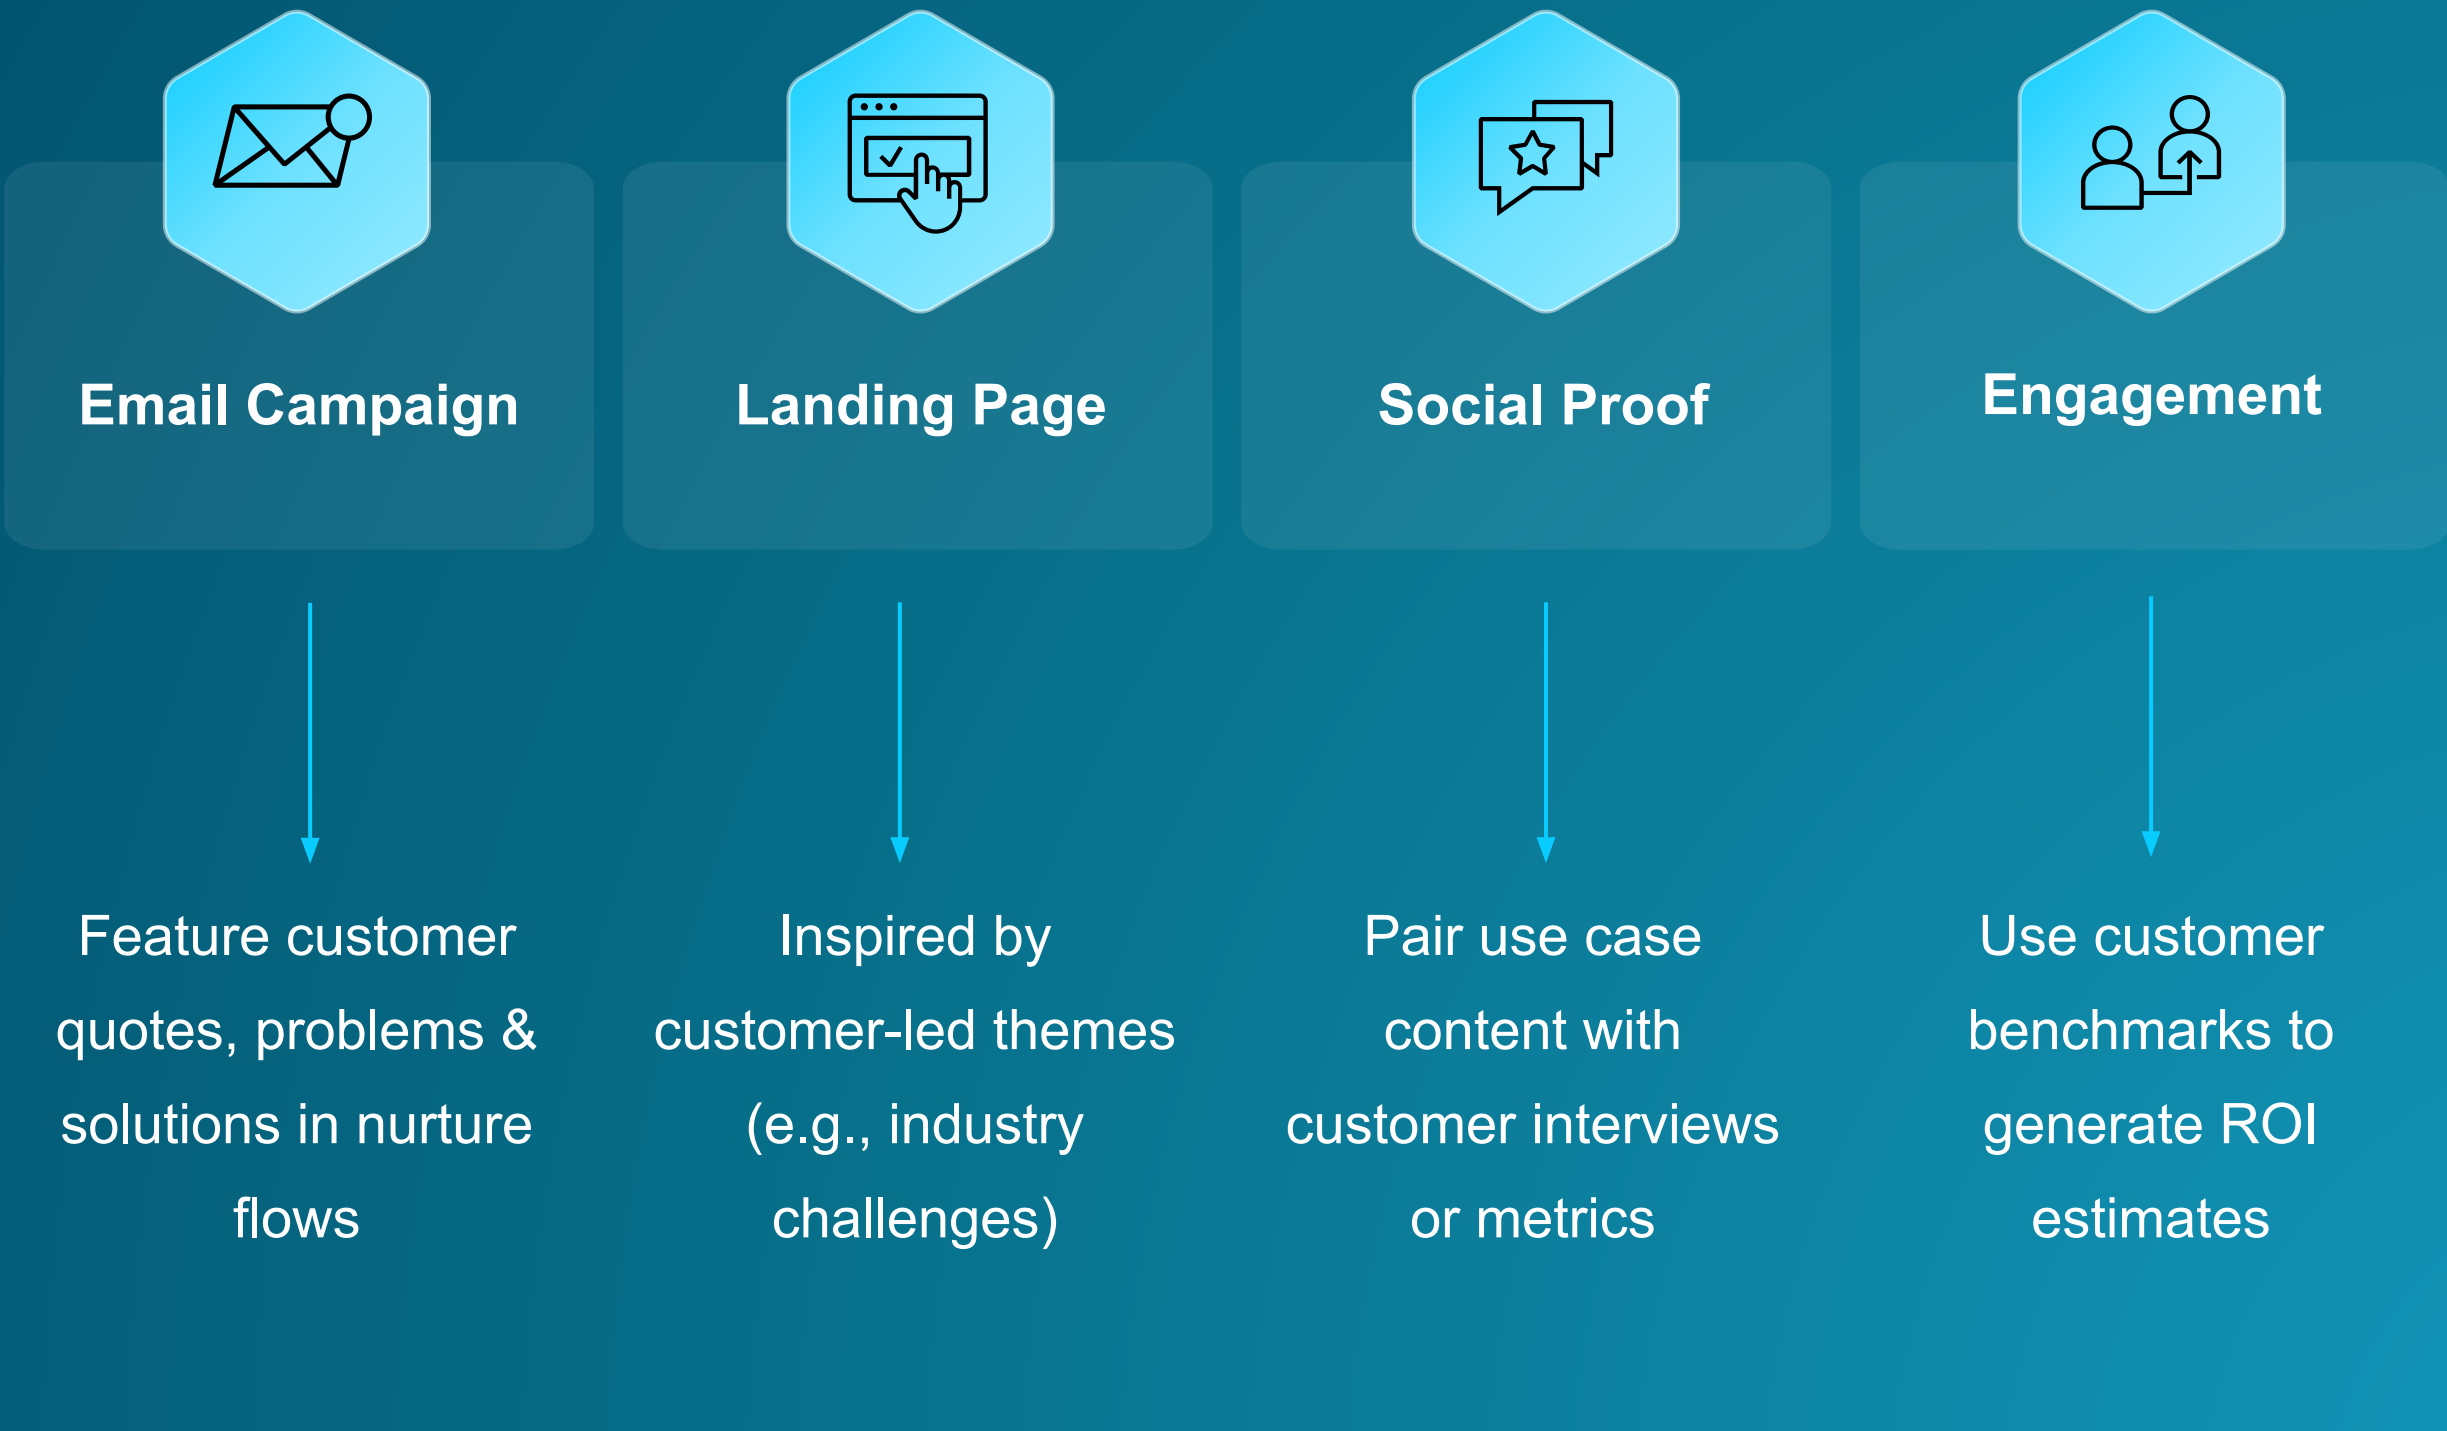 Email Campaign
Feature customer
quotes, problems &
solutions in nurture
flows
Landing Page
Inspired by
customer-led themes
(e.g., industry
challenges)
Social Proof
Pair use case
content with
customer interviews
or metrics
Engagement
Use customer
benchmarks to
generate ROI
estimates